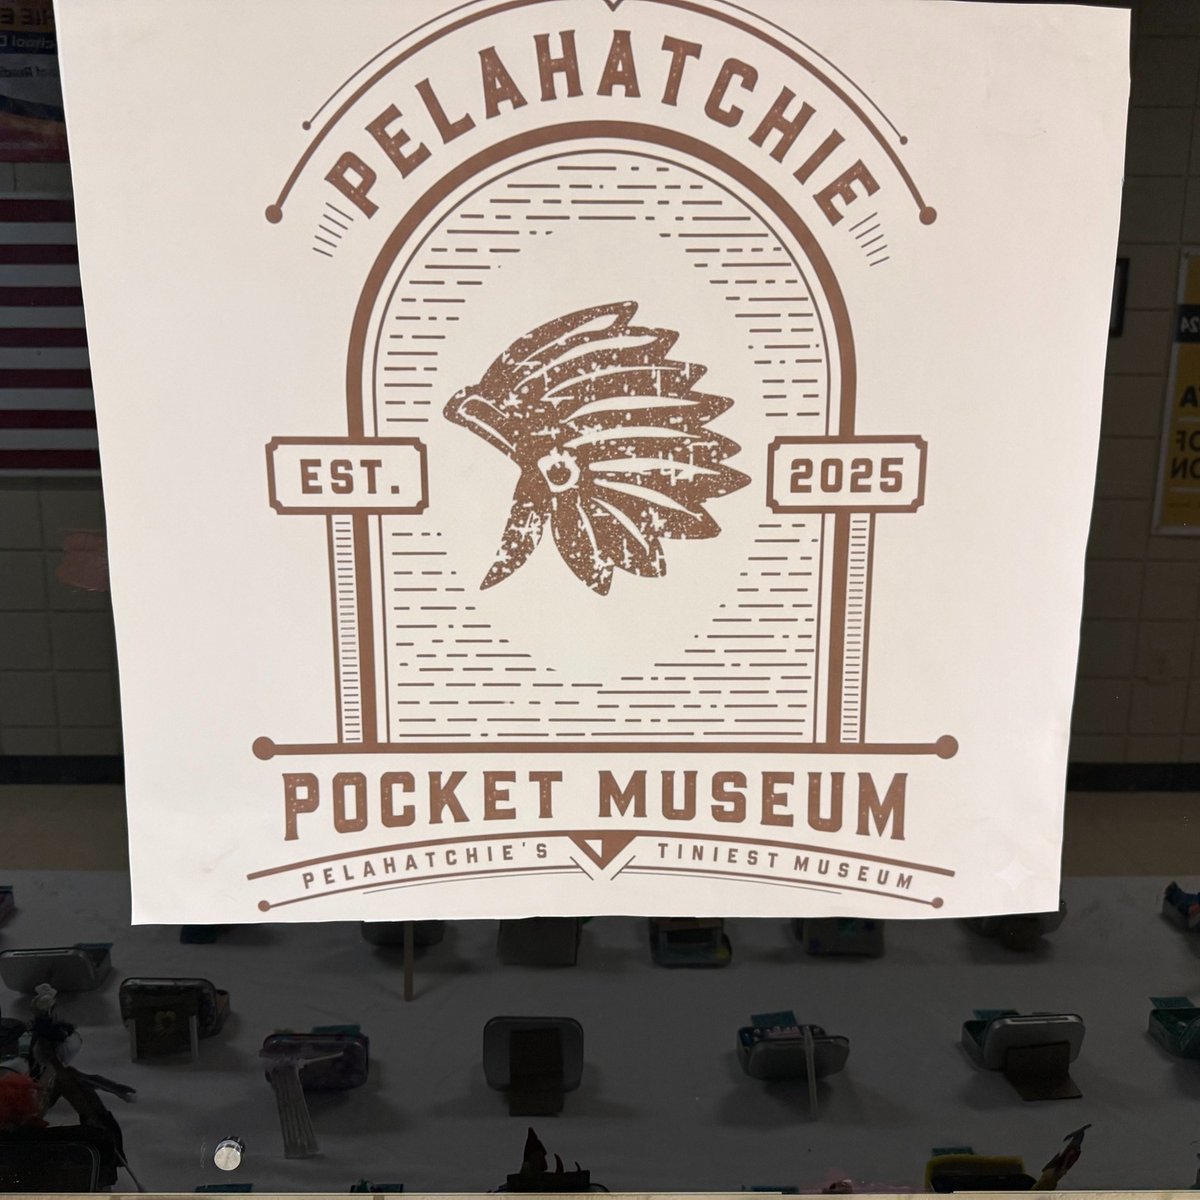 PELAHATCHIE
EST.
2025
POCKET MUSEUM
PELAHATCHIE'S TINIEST MUSEUM